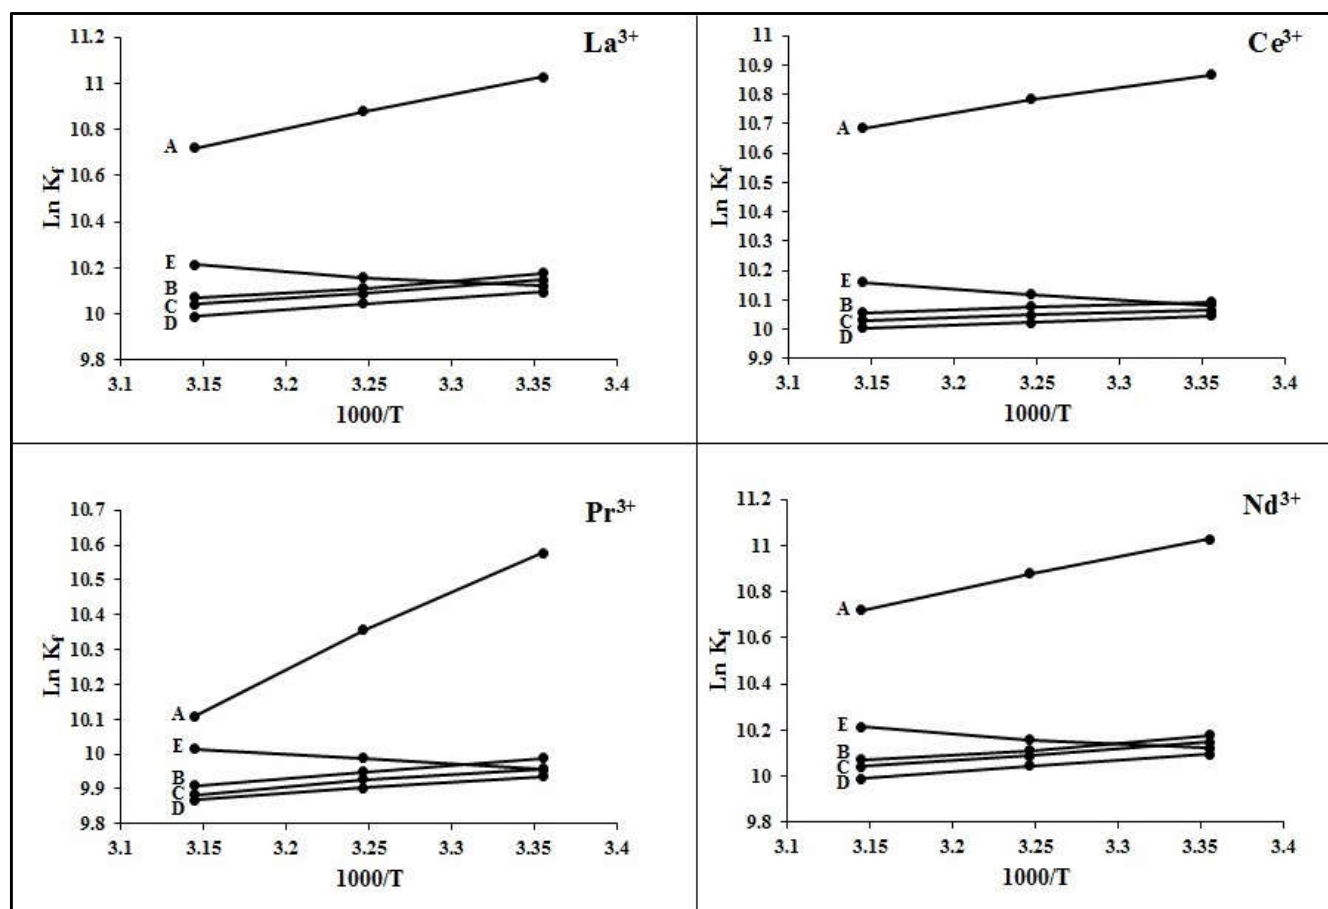 La³⁺
11.2
11
10.8
10.6
10.4
10.2
10
9.8
Ln K_f
A
E
B
C
D
3.1 3.15 3.2 3.25 3.3 3.35 3.4
1000/T
Ce³⁺
11
10.9
10.8
10.7
10.6
10.5
10.4
10.3
10.2
10.1
10
9.9
Ln K_f
A
E
B
C
D
3.1 3.15 3.2 3.25 3.3 3.35 3.4
1000/T
Pr³⁺
10.7
10.6
10.5
10.4
10.3
10.2
10.1
10
9.9
9.8
Ln K_f
A
E
B
C
D
3.1 3.15 3.2 3.25 3.3 3.35 3.4
1000/T
Nd³⁺
11.2
11
10.8
10.6
10.4
10.2
10
9.8
Ln K_f
A
E
B
C
D
3.1 3.15 3.2 3.25 3.3 3.35 3.4
1000/T